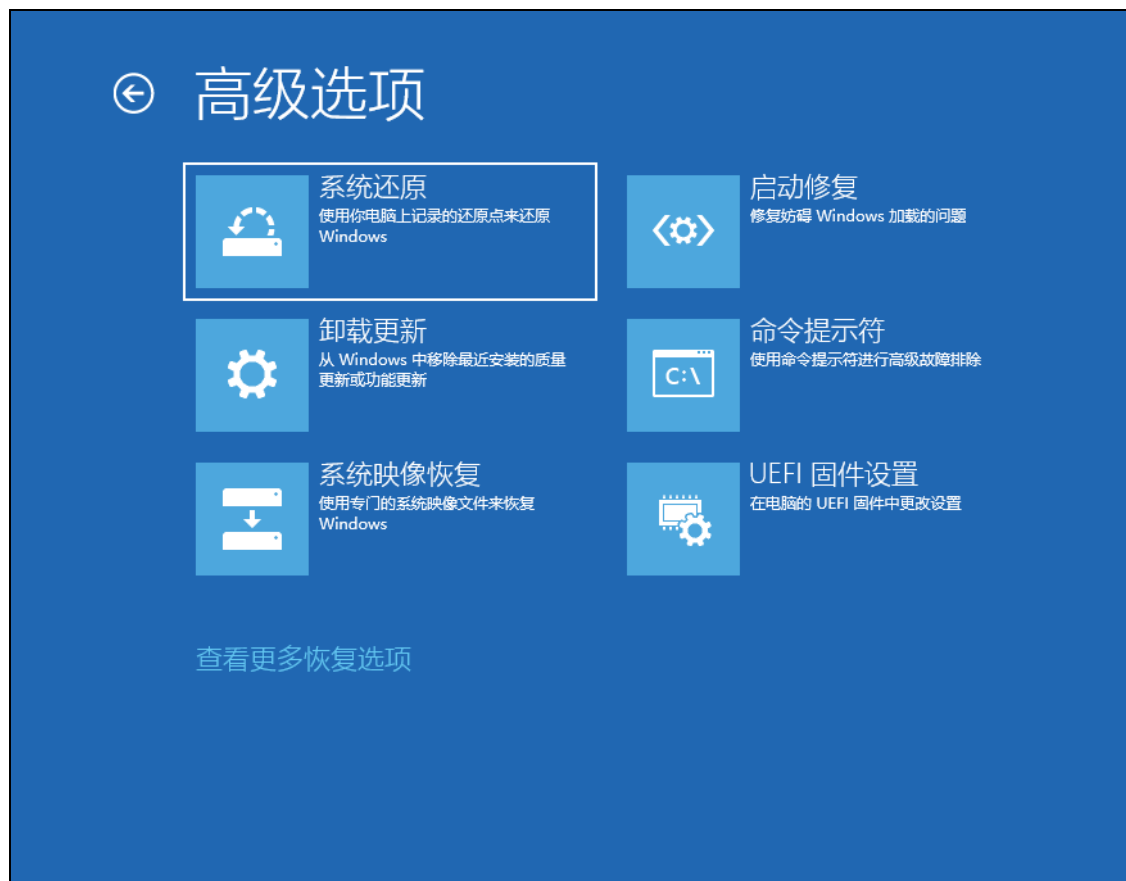 高级选项
系统还原
使用你电脑上记录的还原点来还原
Windows
启动修复
修复妨碍 Windows 加载的问题
卸载更新
从 Windows 中移除最近安装的质量
更新或功能更新
命令提示符
使用命令提示符进行高级故障排除
C:\
系统映像恢复
使用专门的系统映像文件来恢复
Windows
UEFI 固件设置
在电脑的 UEFI 固件中更改设置
查看更多恢复选项